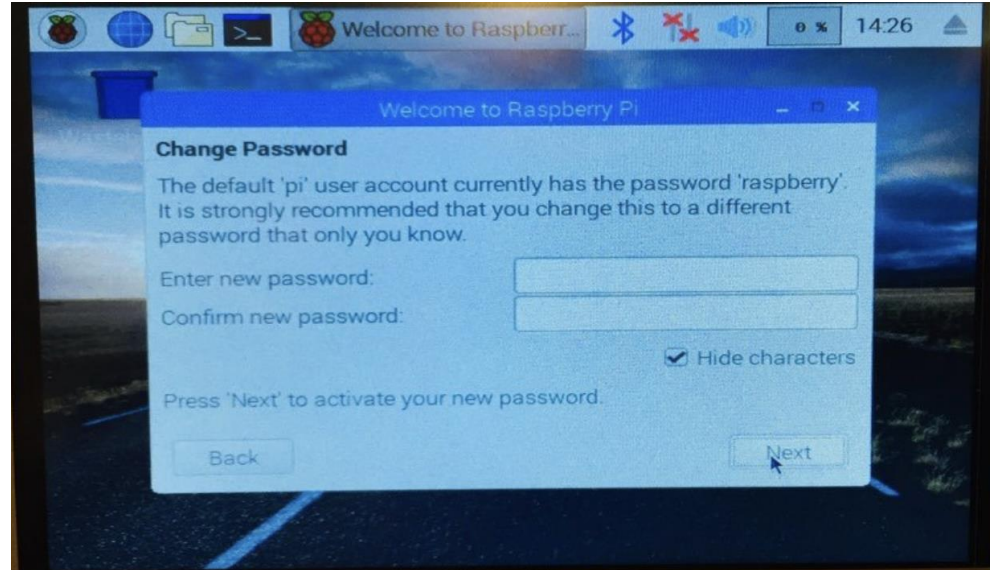 Welcome to Raspberr...
0 %
14:26
Welcome to Raspberry Pi
Change Password
The default 'pi' user account currently has the password 'raspberry'.
It is strongly recommended that you change this to a different
password that only you know.
Enter new password:
Confirm new password:
Hide characters
Press 'Next' to activate your new password.
Back
Next